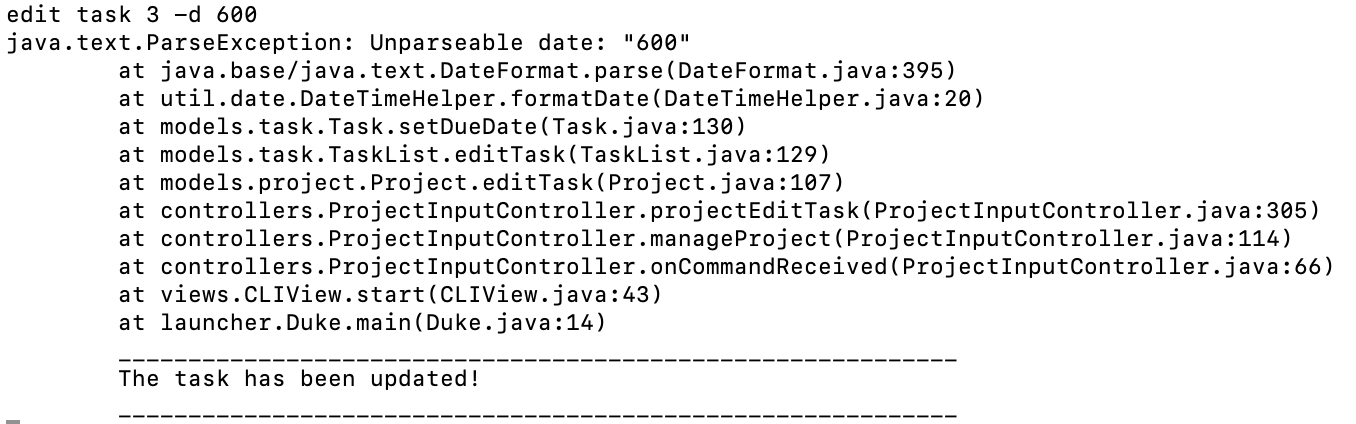 edit task 3 -d 600
java.text.ParseException: Unparseable date: "600"
        at java.base/java.text.DateFormat.parse(DateFormat.java:395)
        at util.date.DateTimeHelper.formatDate(DateTimeHelper.java:20)
        at models.task.Task.setDueDate(Task.java:130)
        at models.task.TaskList.editTask(TaskList.java:129)
        at models.project.Project.editTask(Project.java:107)
        at controllers.ProjectInputController.projectEditTask(ProjectInputController.java:305)
        at controllers.ProjectInputController.manageProject(ProjectInputController.java:114)
        at controllers.ProjectInputController.onCommandReceived(ProjectInputController.java:66)
        at views.CLIView.start(CLIView.java:43)
        at launcher.Duke.main(Duke.java:14)
        ____________________________________________________________
        The task has been updated!
        ____________________________________________________________